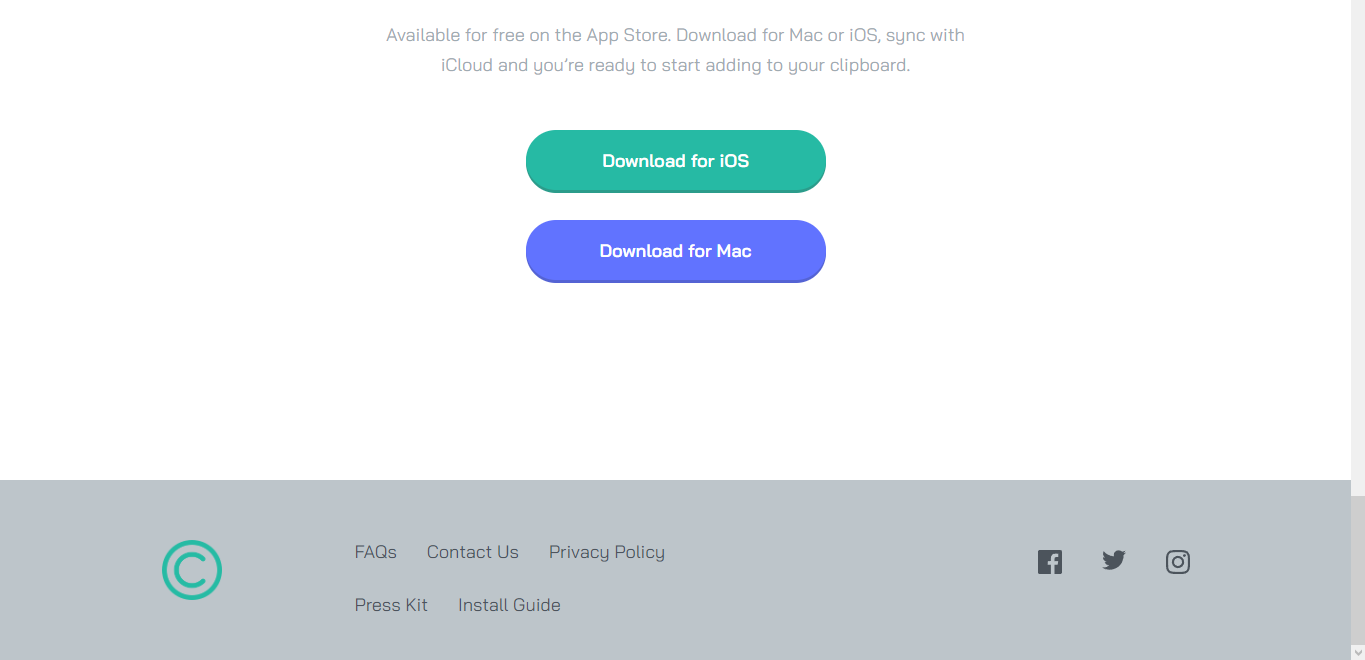 Available for free on the App Store. Download for Mac or iOS, sync with
iCloud and you’re ready to start adding to your clipboard.
Download for iOS
Download for Mac
FAQs Contact Us Privacy Policy
Press Kit Install Guide